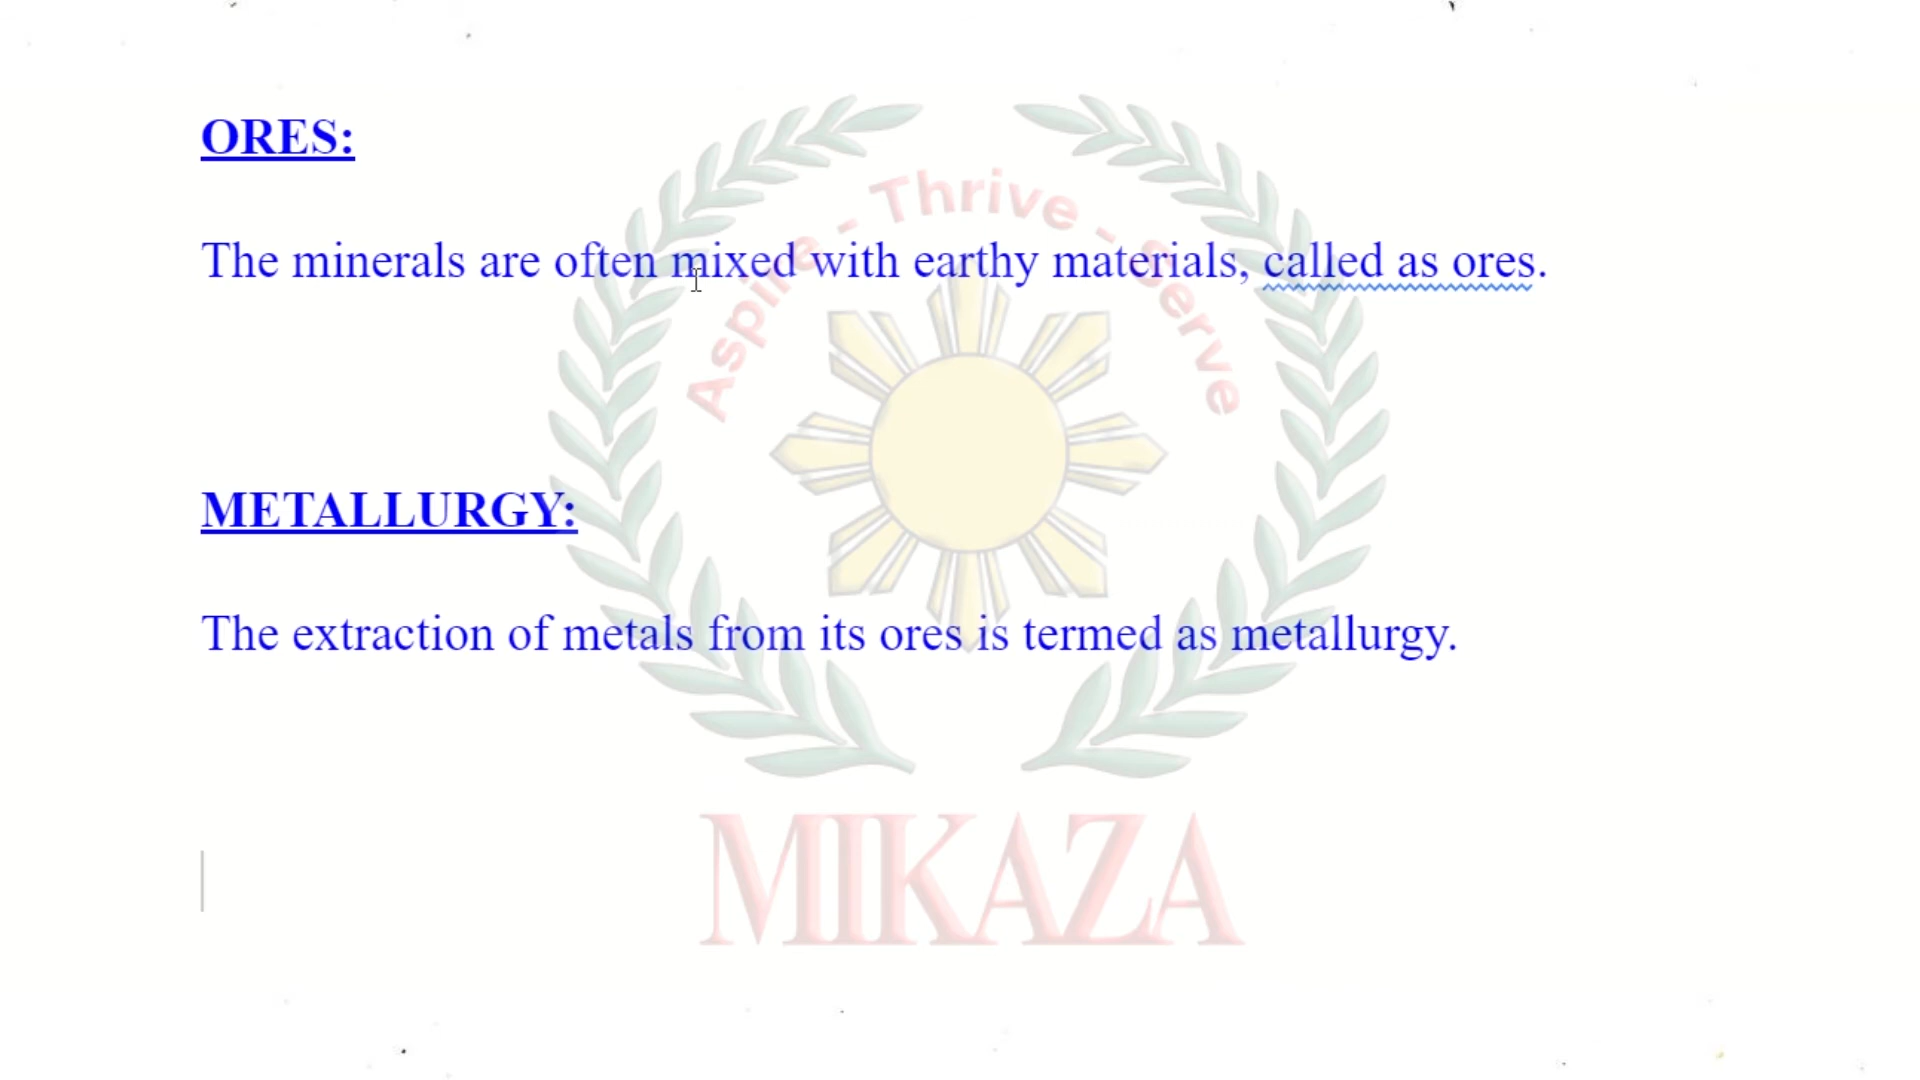 ORES:
Aspire - Thrive - Serve
The minerals are often mixed with earthy materials, called as ores.
METALLURGY:
The extraction of metals from its ores is termed as metallurgy.
MIKAZA